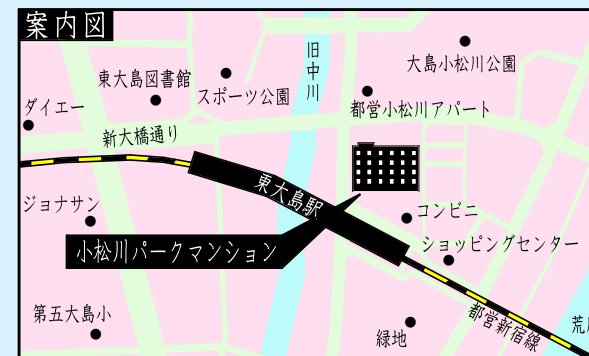 案内図
旧中川
大島小松川公園
東大島図書館
スポーツ公園
ダイエー
都営小松川アパート
新大橋通り
東大島駅
ジョナサン
コンビニ
小松川パークマンション
ショッピングセンター
第五大島小
都営新宿線
緑地
荒